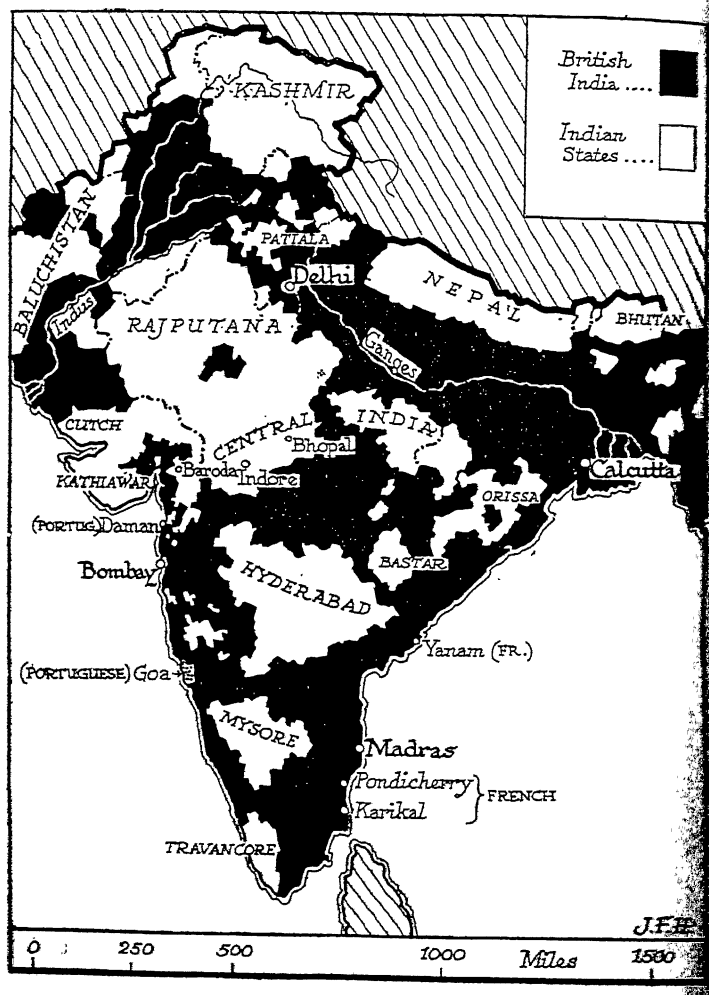 British
India ....
Indian
States ....
KASHMIR
BALUCHISTAN
PATIALA
Delhi
NEPAL
BHUTAN
Indus
RAJPUTANA
Ganges
CUTCH
CENTRAL INDIA
Bhopal
KATHIAWAR
Baroda
Indore
Calcutta
ORISSA
(PORTUG.) Daman
BASTAR
Bombay
HYDERABAD
Yanam (FR.)
(PORTUGUESE) Goa
MYSORE
Madras
Pondicherry
FRENCH
Karikal
TRAVANCORE
J.F.H
0 250 500 1000 Miles 1500